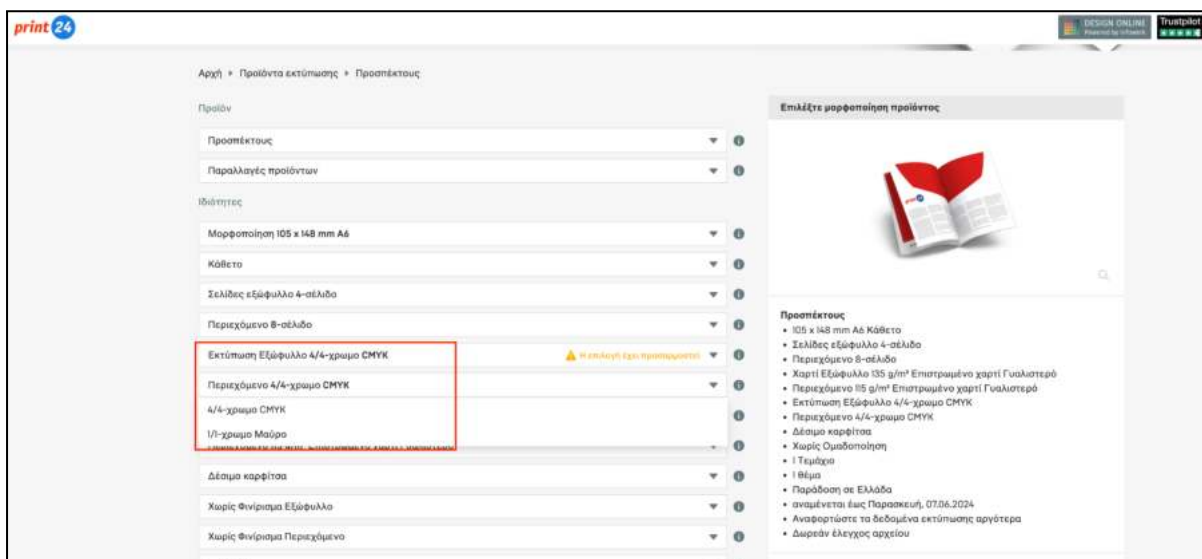 print 24
DESIGN ONLINE
Trustpilot
Αρχή
Προϊόντα εκτύπωσης
Προσπέκτους
Προϊόν
Προσπέκτους
Παραλλαγές προϊόντων
Ιδιότητες
Μορφοποίηση 105 x 148 mm A6
Κάθετο
Σελίδες εξώφυλλο 4-σέλιδο
Περιεχόμενο 8-σέλιδο
Εκτύπωση Εξώφυλλο 4/4-χρωμο CMYK
Η επιλογή έχει προσαρμοστεί
Περιεχόμενο 4/4-χρωμο CMYK
4/4-χρωμο CMYK
1/1-χρωμο Μαύρο
Δέσιμο καρφίτσα
Χωρίς Φινίρισμα Εξώφυλλο
Χωρίς Φινίρισμα Περιεχόμενο
Επιλέξτε μορφοποίηση προϊόντος
Προσπέκτους
• 105 x 148 mm A6 Κάθετο
• Σελίδες εξώφυλλο 4-σέλιδο
• Περιεχόμενο 8-σέλιδο
• Χαρτί Εξώφυλλο 135 g/m² Επιστρωμένο χαρτί Γυαλιστερό
• Περιεχόμενο 115 g/m² Επιστρωμένο χαρτί Γυαλιστερό
• Εκτύπωση Εξώφυλλο 4/4-χρωμο CMYK
• Περιεχόμενο 4/4-χρωμο CMYK
• Δέσιμο καρφίτσα
• Χωρίς Ομαδοποίηση
• 1 Τεμάχιο
• 1 θέμα
• Παράδοση σε Ελλάδα
• αναμένεται έως Παρασκευή, 07.06.2024
• Αναφορτώστε τα δεδομένα εκτύπωσης αργότερα
• Δωρεάν έλεγχος αρχείου